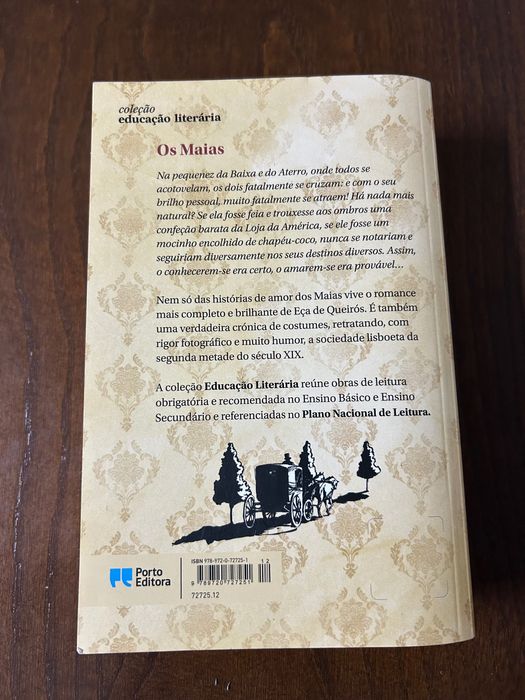 coleção
educação literária
Os Maias
Na pequenez da Baixa e do Aterro, onde todos se
acotovelam, os dois fatalmente se cruzam: e com o seu
brilho pessoal, muito fatalmente se atraem! Há nada mais
natural? Se ela fosse feia e trouxesse aos ombros uma
confeção barata da Loja da América, se ele fosse um
mocinho encolhido de chapéu-coco, nunca se notariam e
seguiriam diversamente nos seus destinos diversos. Assim,
o conhecerem-se era certo, o amarem-se era provável...
Nem só das histórias de amor dos Maias vive o romance
mais completo e brilhante de Eça de Queirós. É também
uma verdadeira crónica de costumes, retratando, com
rigor fotográfico e muito humor, a sociedade lisboeta da
segunda metade do século XIX.
A coleção Educação Literária reúne obras de leitura
obrigatória e recomendada no Ensino Básico e Ensino
Secundário e referenciadas no Plano Nacional de Leitura.
Porto
Editora
ISBN 978-972-0-72725-1
12
9 789720 727251
72725.12